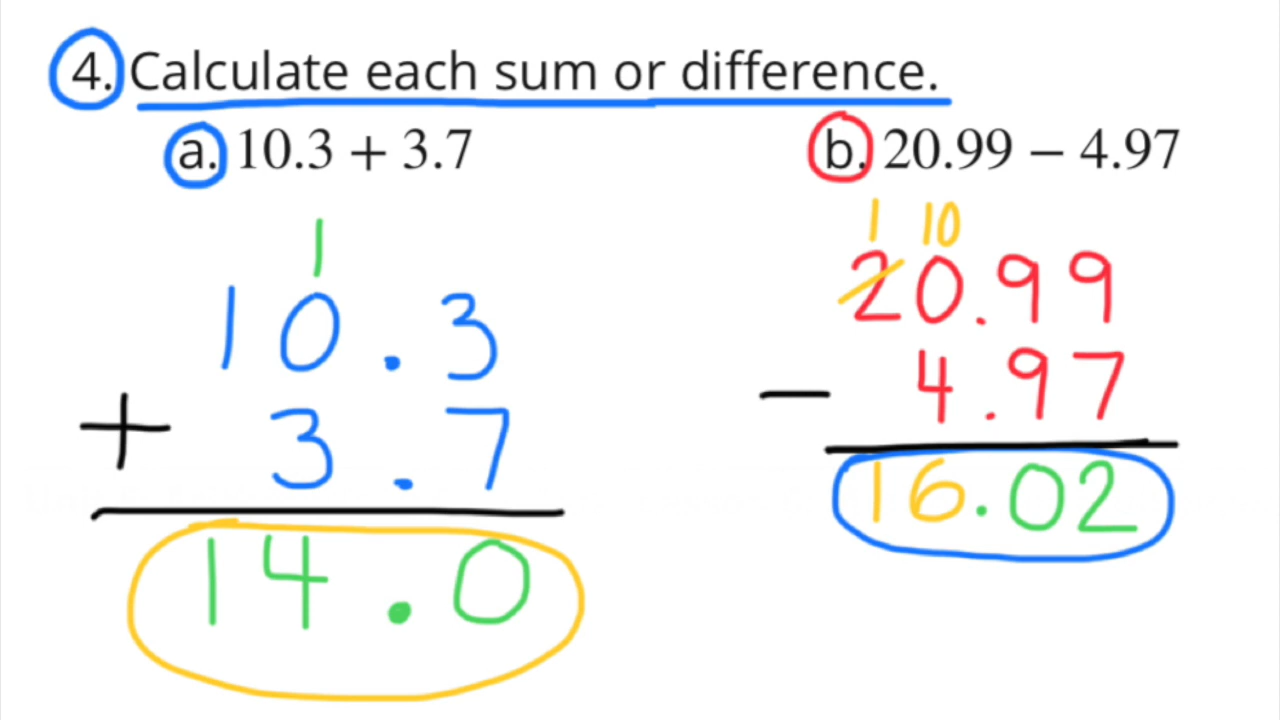 4. Calculate each sum or difference.
a. 10.3 + 3.7
1
10.3
+ 3.7
14.0
b. 20.99 − 4.97
1 10
20.99
− 4.97
16.02